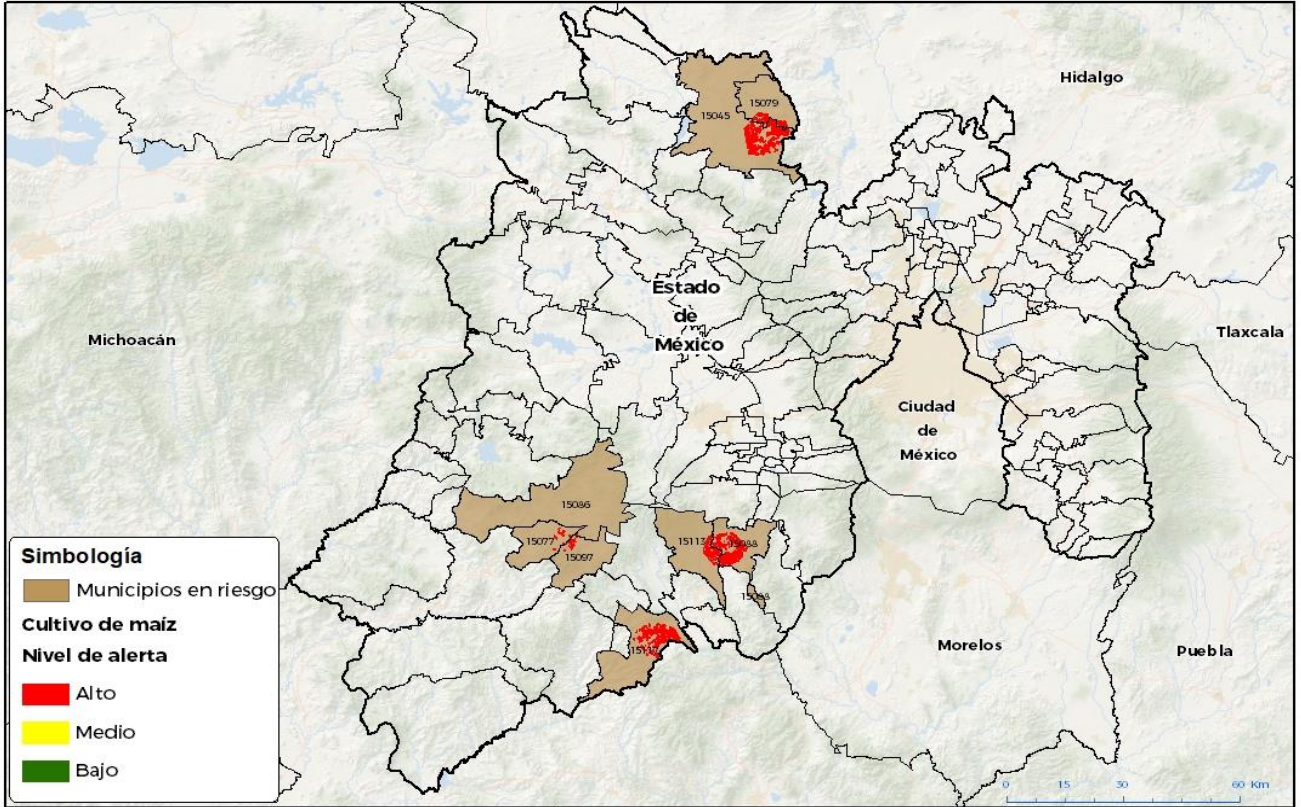 Hidalgo
15079
15045
Estado
de
México
Michoacán
Tlaxcala
Ciudad
de
México
15086
15077
15097
15113
15088
Morelos
Puebla
Simbología
Municipios en riesgo
Cultivo de maíz
Nivel de alerta
Alto
Medio
Bajo
0 15 30 60 Km